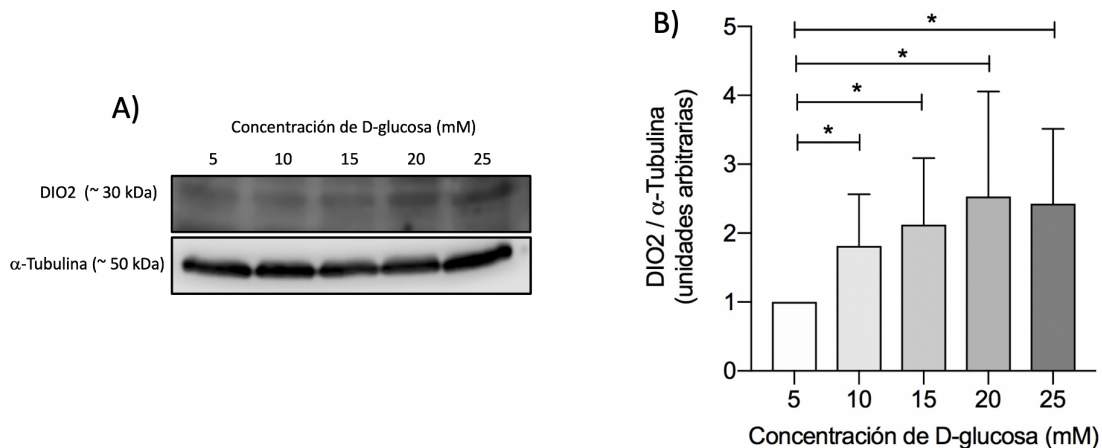 A)
Concentración de D-glucosa (mM)
5 10 15 20 25
DIO2 (~ 30 kDa)
α-Tubulina (~ 50 kDa)
B)
DIO2 / α-Tubulina
(unidades arbitrarias)
5
4
3
2
1
0
*
*
*
*
5 10 15 20 25
Concentración de D-glucosa (mM)